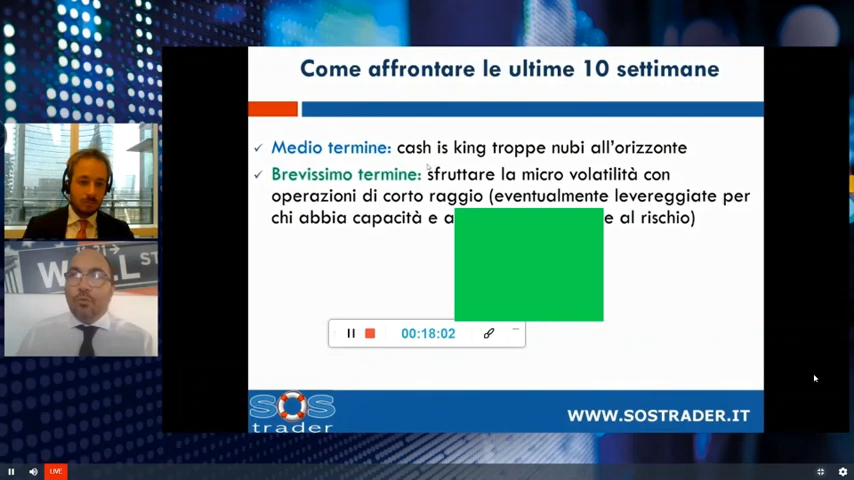 Come affrontare le ultime 10 settimane
Medio termine: cash is king troppe nubi all'orizzonte
Brevissimo termine: sfruttare la micro volatilità con
operazioni di corto raggio (eventualmente levereggiate per
chi abbia capacità e a e al rischio)
WALL ST
00:18:02
SOS
trader
WWW.SOSTRADER.IT
LIVE